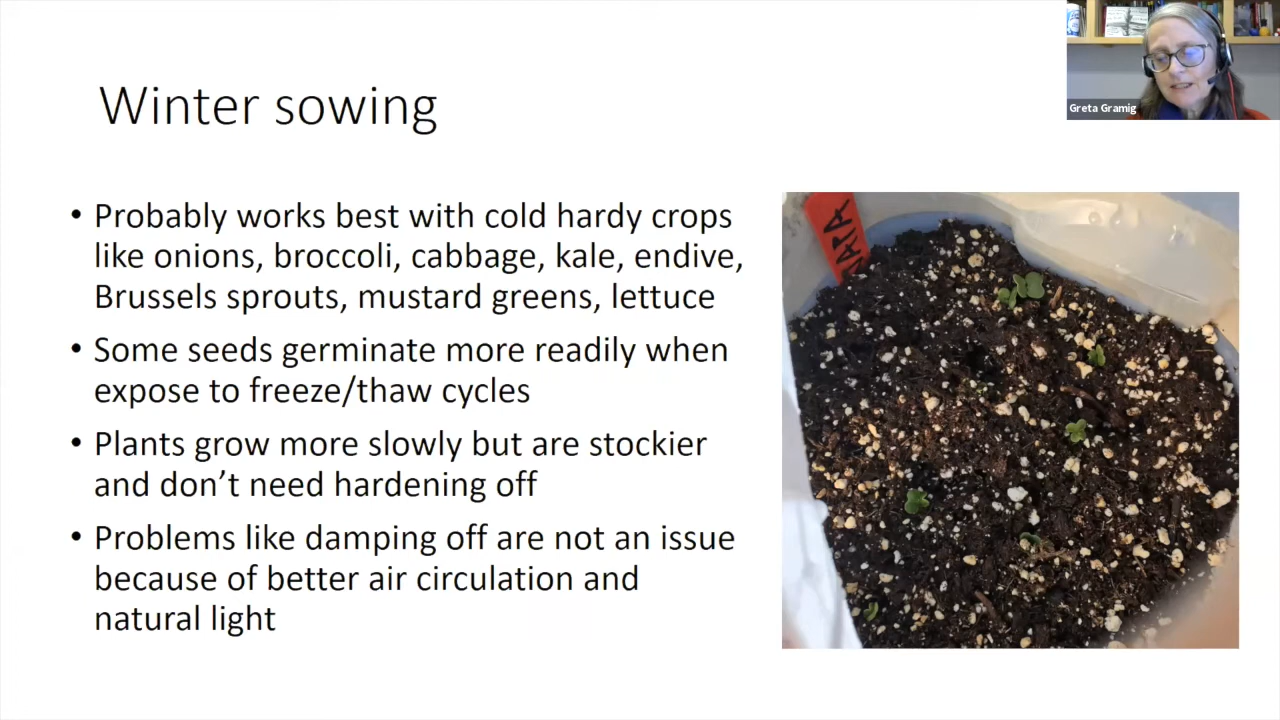 Winter sowing
Greta Gramig
• Probably works best with cold hardy crops
like onions, broccoli, cabbage, kale, endive,
Brussels sprouts, mustard greens, lettuce
• Some seeds germinate more readily when
expose to freeze/thaw cycles
• Plants grow more slowly but are stockier
and don’t need hardening off
• Problems like damping off are not an issue
because of better air circulation and
natural light